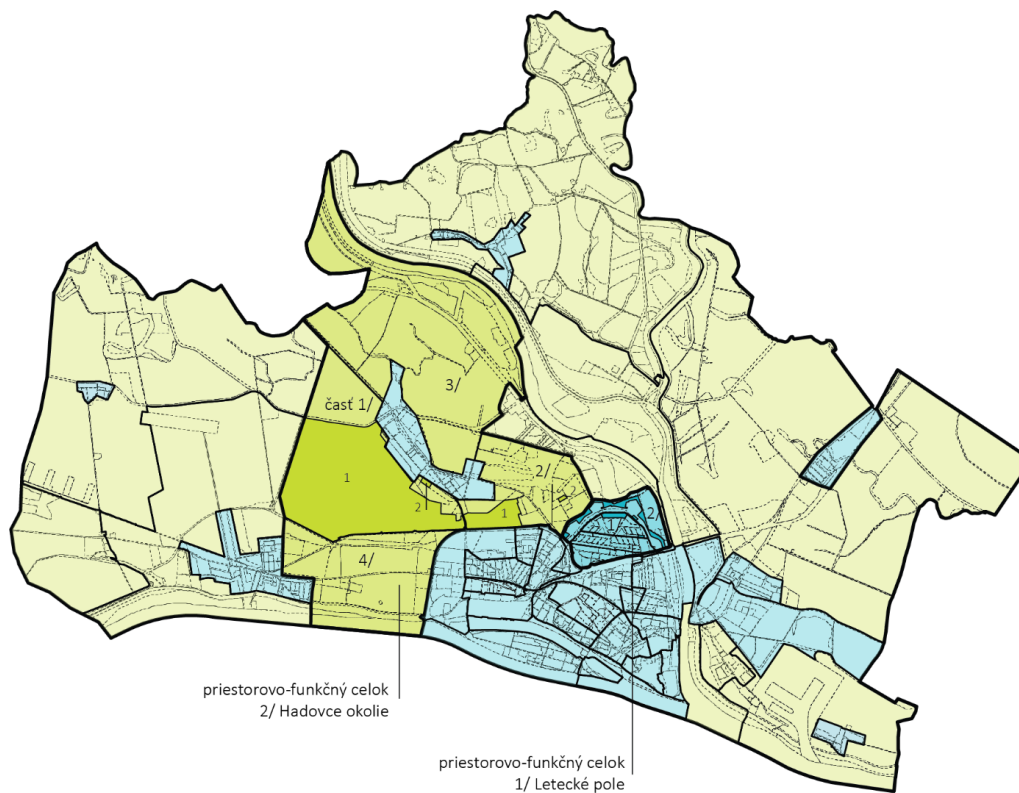 3/
časť 1/
1
2/
2
2
1
1/
2
4/
priestorovo-funkčný celok
2/ Hadovce okolie
priestorovo-funkčný celok
1/ Letecké pole